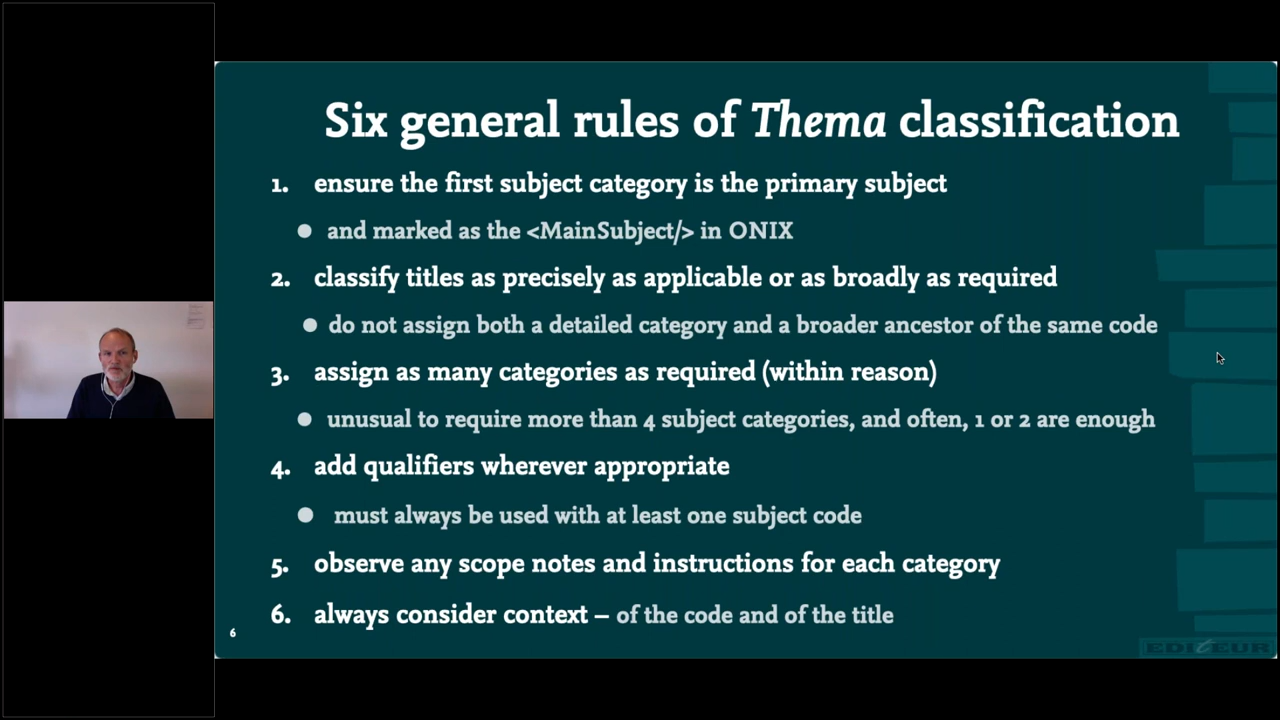 Six general rules of Thema classification
1. ensure the first subject category is the primary subject
● and marked as the <MainSubject/> in ONIX
2. classify titles as precisely as applicable or as broadly as required
● do not assign both a detailed category and a broader ancestor of the same code
3. assign as many categories as required (within reason)
● unusual to require more than 4 subject categories, and often, 1 or 2 are enough
4. add qualifiers wherever appropriate
● must always be used with at least one subject code
5. observe any scope notes and instructions for each category
6. always consider context – of the code and of the title
6
EDItEUR